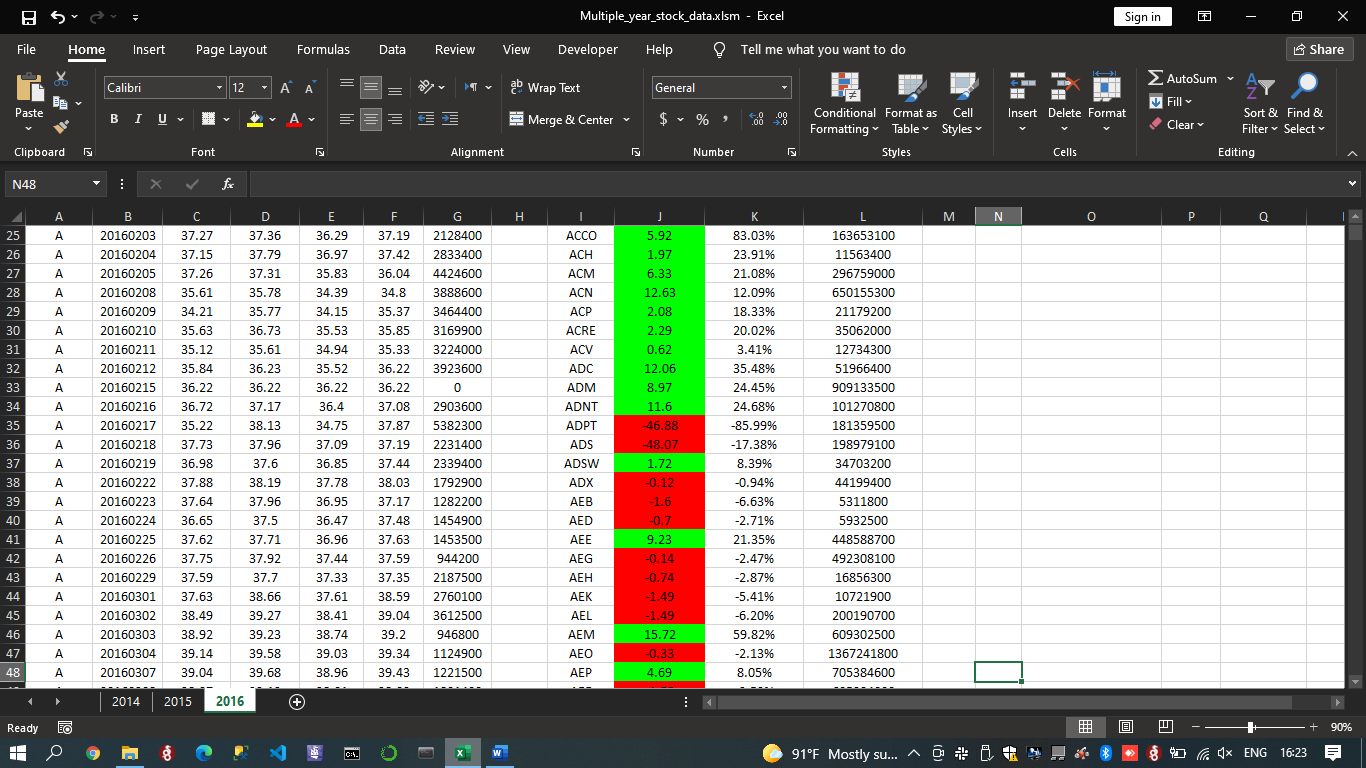 Multiple_year_stock_data.xlsm - Excel
Sign in
File Home Insert Page Layout Formulas Data Review View Developer Help Tell me what you want to do Share
Calibri 12 Wrap Text General AutoSum
Paste Conditional Format as Cell Insert Delete Format Fill Sort & Find &
B I U A Merge & Center $ % Formatting Table Styles Clear Filter Select
Clipboard Font Alignment Number Styles Cells Editing
N48 fx
A B C D E F G H I J K L M N O P Q
25 A 20160203 37.27 37.36 36.29 37.19 2128400 ACCO 5.92 83.03% 163653100
26 A 20160204 37.15 37.79 36.97 37.42 2833400 ACH 1.97 23.91% 11563400
27 A 20160205 37.26 37.31 35.83 36.04 4424600 ACM 6.33 21.08% 296759000
28 A 20160208 35.61 35.78 34.39 34.8 3888600 ACN 12.63 12.09% 650155300
29 A 20160209 34.21 35.77 34.15 35.37 3464400 ACP 2.08 18.33% 21179200
30 A 20160210 35.63 36.73 35.53 35.85 3169900 ACRE 2.29 20.02% 35062000
31 A 20160211 35.12 35.61 34.94 35.33 3224000 ACV 0.62 3.41% 12734300
32 A 20160212 35.84 36.23 35.52 36.22 3923600 ADC 12.06 35.48% 51966400
33 A 20160215 36.22 36.22 36.22 36.22 0 ADM 8.97 24.45% 909133500
34 A 20160216 36.72 37.17 36.4 37.08 2903600 ADNT 11.6 24.68% 101270800
35 A 20160217 35.22 38.13 34.75 37.87 5382300 ADPT -46.88 -85.99% 181359500
36 A 20160218 37.73 37.96 37.09 37.19 2231400 ADS -48.07 -17.38% 198979100
37 A 20160219 36.98 37.6 36.85 37.44 2339400 ADSW 1.72 8.39% 34703200
38 A 20160222 37.88 38.19 37.78 38.03 1792900 ADX -0.12 -0.94% 44199400
39 A 20160223 37.64 37.96 36.95 37.17 1282200 AEB -1.6 -6.63% 5311800
40 A 20160224 36.65 37.5 36.47 37.48 1454900 AED -0.7 -2.71% 5932500
41 A 20160225 37.62 37.71 36.96 37.63 1453500 AEE 9.23 21.35% 448588700
42 A 20160226 37.75 37.92 37.44 37.59 944200 AEG -0.14 -2.47% 492308100
43 A 20160229 37.59 37.7 37.33 37.35 2187500 AEH -0.74 -2.87% 16856300
44 A 20160301 37.63 38.66 37.61 38.59 2760100 AEK -1.49 -5.41% 10721900
45 A 20160302 38.49 39.27 38.41 39.04 3612500 AEL -1.49 -6.20% 200190700
46 A 20160303 38.92 39.23 38.74 39.2 946800 AEM 15.72 59.82% 609302500
47 A 20160304 39.14 39.58 39.03 39.34 1124900 AEO -0.33 -2.13% 1367241800
48 A 20160307 39.04 39.68 38.96 39.43 1221500 AEP 4.69 8.05% 705384600
2014 2015 2016
Ready 90%
91°F Mostly su... ENG 16:23